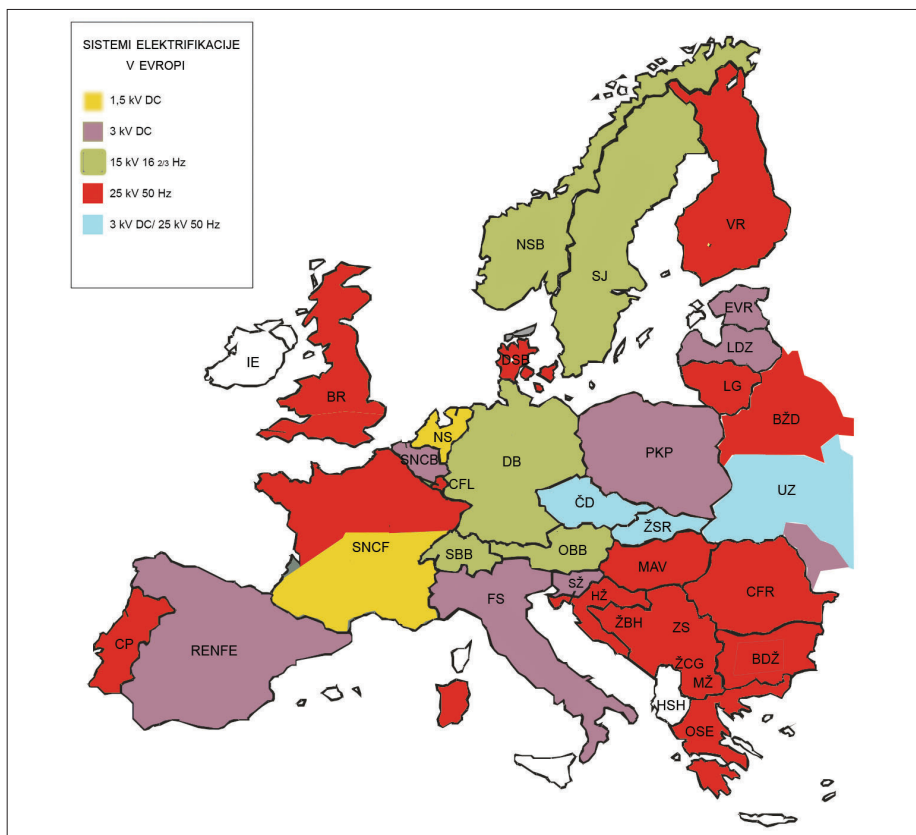 SISTEMI ELEKTRIFIKACIJE
V EVROPI
1,5 kV DC
3 kV DC
15 kV 16 2/3 Hz
25 kV 50 Hz
3 kV DC/ 25 kV 50 Hz
NSB
SJ
VR
EVR
LDZ
LG
BŽD
IE
BR
DSB
NS
SNCB
CFL
DB
PKP
UZ
ČD
ŽSR
SNCF
SBB
OBB
MAV
CFR
SŽ
HŽ
FS
ŽBH
ZS
ŽCG
MŽ
BDŽ
CP
RENFE
HSH
OSE